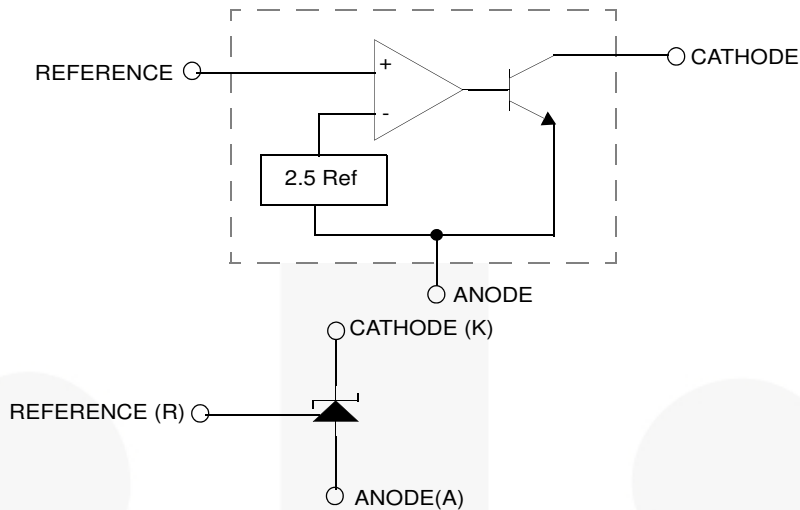 REFERENCE
+
-
CATHODE
2.5 Ref
ANODE
CATHODE (K)
REFERENCE (R)
ANODE(A)